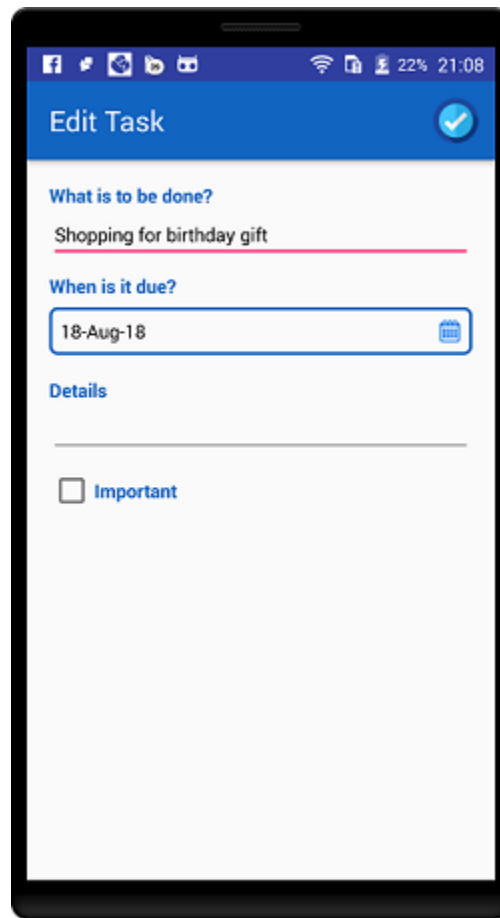 22% 21:08
Edit Task
What is to be done?
Shopping for birthday gift
When is it due?
18-Aug-18
Details
Important